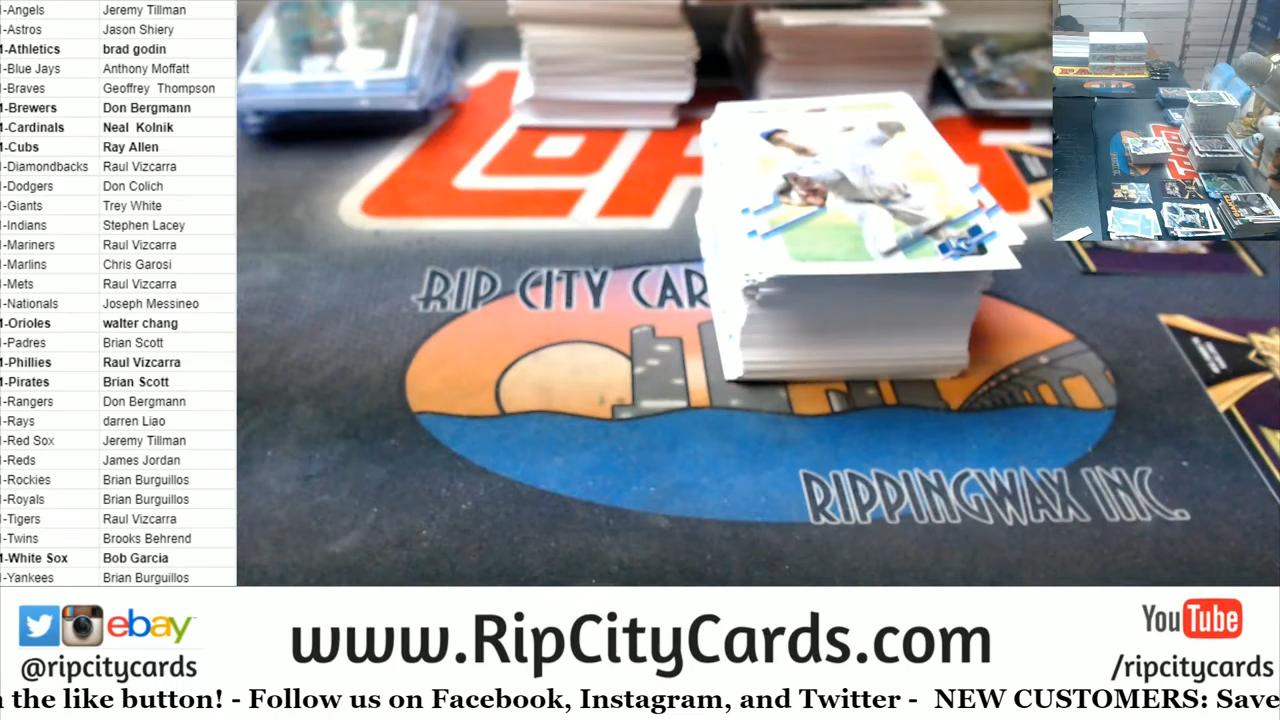 -Angels Jeremy Tillman
-Astros Jason Shiery
-Athletics brad godin
-Blue Jays Anthony Moffatt
-Braves Geoffrey Thompson
-Brewers Don Bergmann
-Cardinals Neal Kolnik
-Cubs Ray Allen
-Diamondbacks Raul Vizcarra
-Dodgers Don Colich
-Giants Trey White
-Indians Stephen Lacey
-Mariners Raul Vizcarra
-Marlins Chris Garosi
-Mets Raul Vizcarra
-Nationals Joseph Messineo
-Orioles walter chang
-Padres Brian Scott
-Phillies Raul Vizcarra
-Pirates Brian Scott
-Rangers Don Bergmann
-Rays darren Liao
-Red Sox Jeremy Tillman
-Reds James Jordan
-Rockies Brian Burguillos
-Royals Brian Burguillos
-Tigers Raul Vizcarra
-Twins Brooks Behrend
-White Sox Bob Garcia
-Yankees Brian Burguillos
RIP CITY CAR
RIPPINGWAX INC.
ebay
@ripcitycards
www.RipCityCards.com
YouTube
/ripcitycards
the like button! - Follow us on Facebook, Instagram, and Twitter - NEW CUSTOMERS: Save